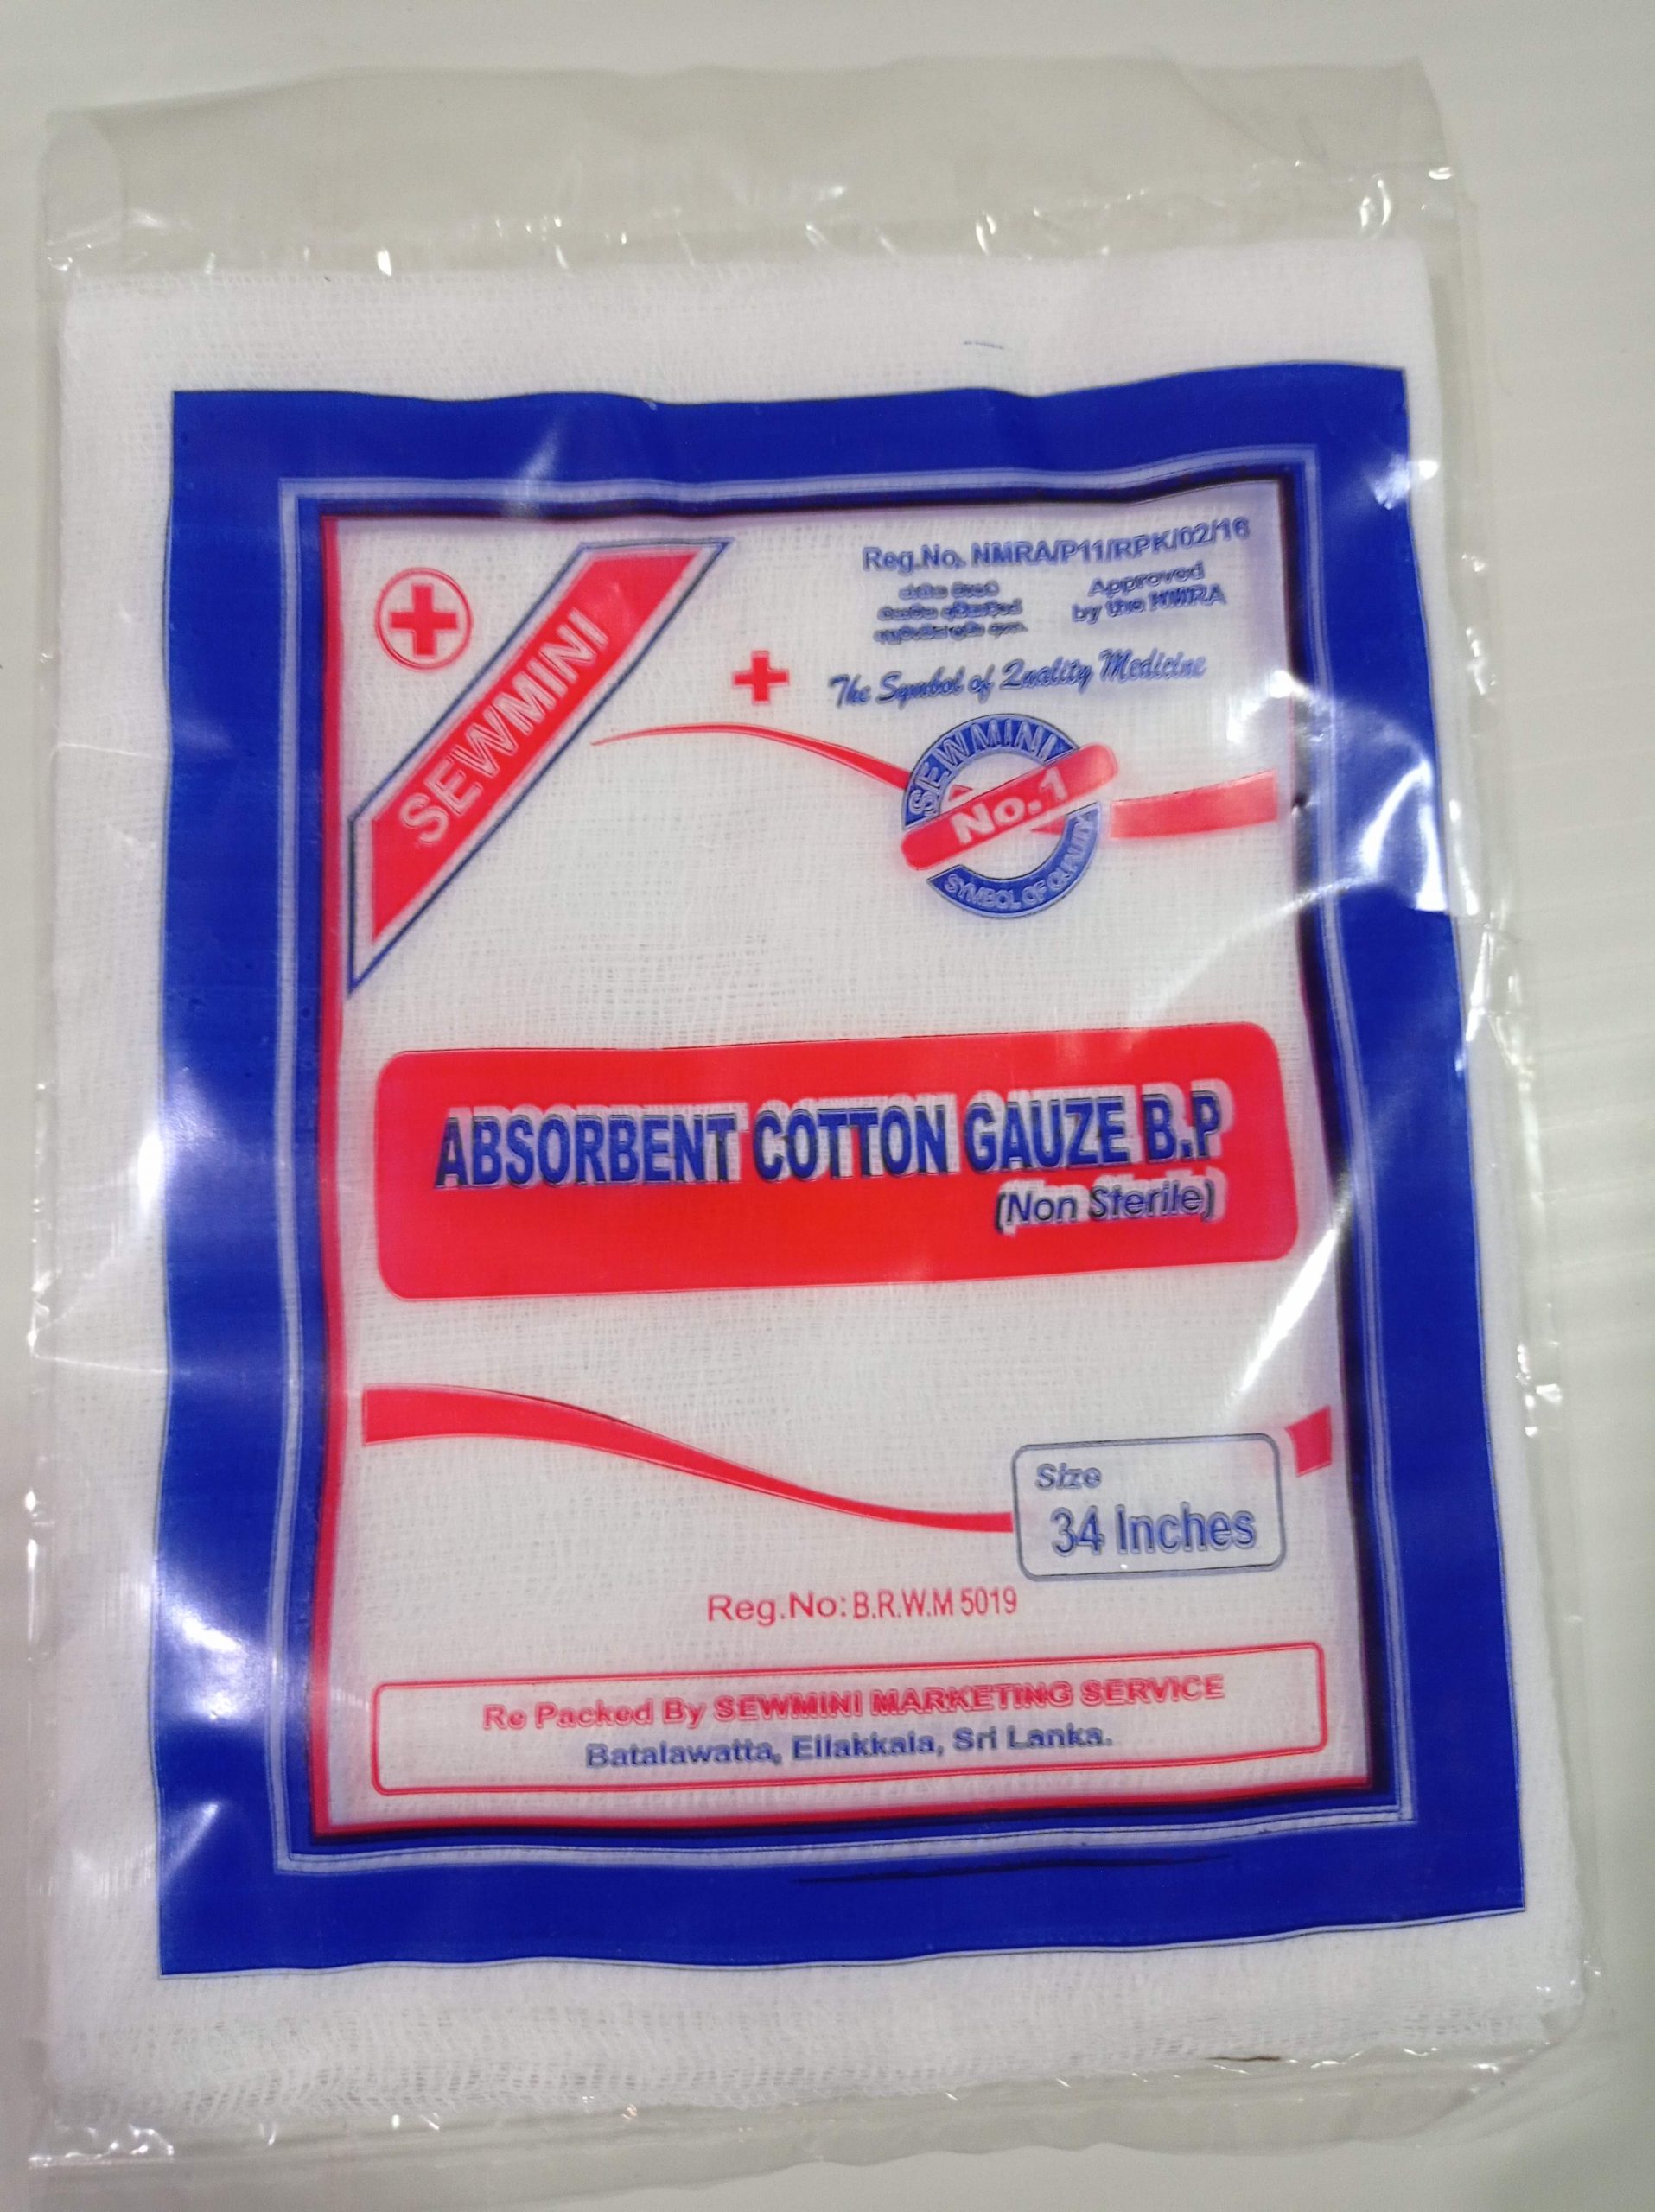 SEWMINI
Reg.No. NMRA/P11/RPK/02/16
Approved
by the NMRA
The Symbol of Quality Medicine
SEWMINI
No.1
SYMBOL OF QUALITY
ABSORBENT COTTON GAUZE B.P
(Non Sterile)
Size
34 Inches
Reg.No: B.R.W.M 5019
Re Packed By SEWMINI MARKETING SERVICE
Batalawatta, Ellakkala, Sri Lanka.